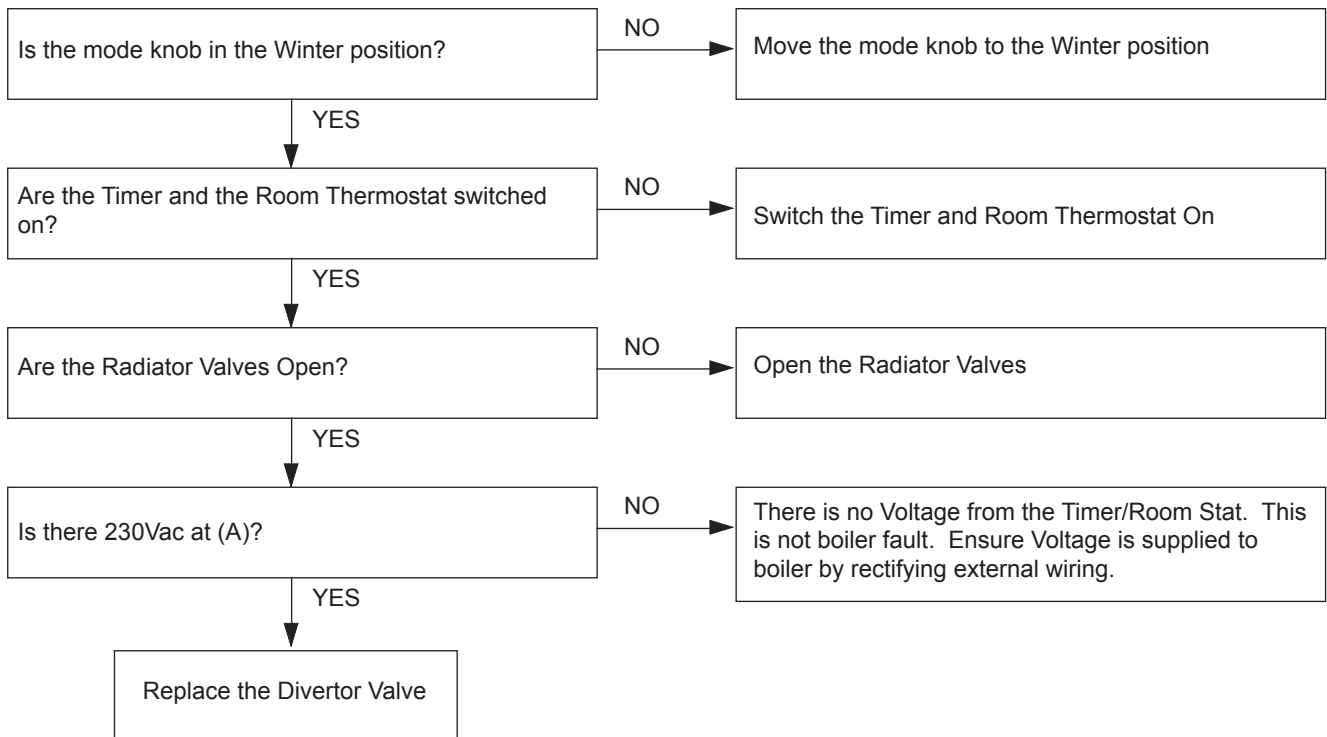 Is the mode knob in the Winter position?
NO
Move the mode knob to the Winter position
YES
Are the Timer and the Room Thermostat switched
on?
NO
Switch the Timer and Room Thermostat On
YES
Are the Radiator Valves Open?
NO
Open the Radiator Valves
YES
Is there 230Vac at (A)?
NO
There is no Voltage from the Timer/Room Stat.  This
is not boiler fault.  Ensure Voltage is supplied to
boiler by rectifying external wiring.
YES
Replace the Divertor Valve